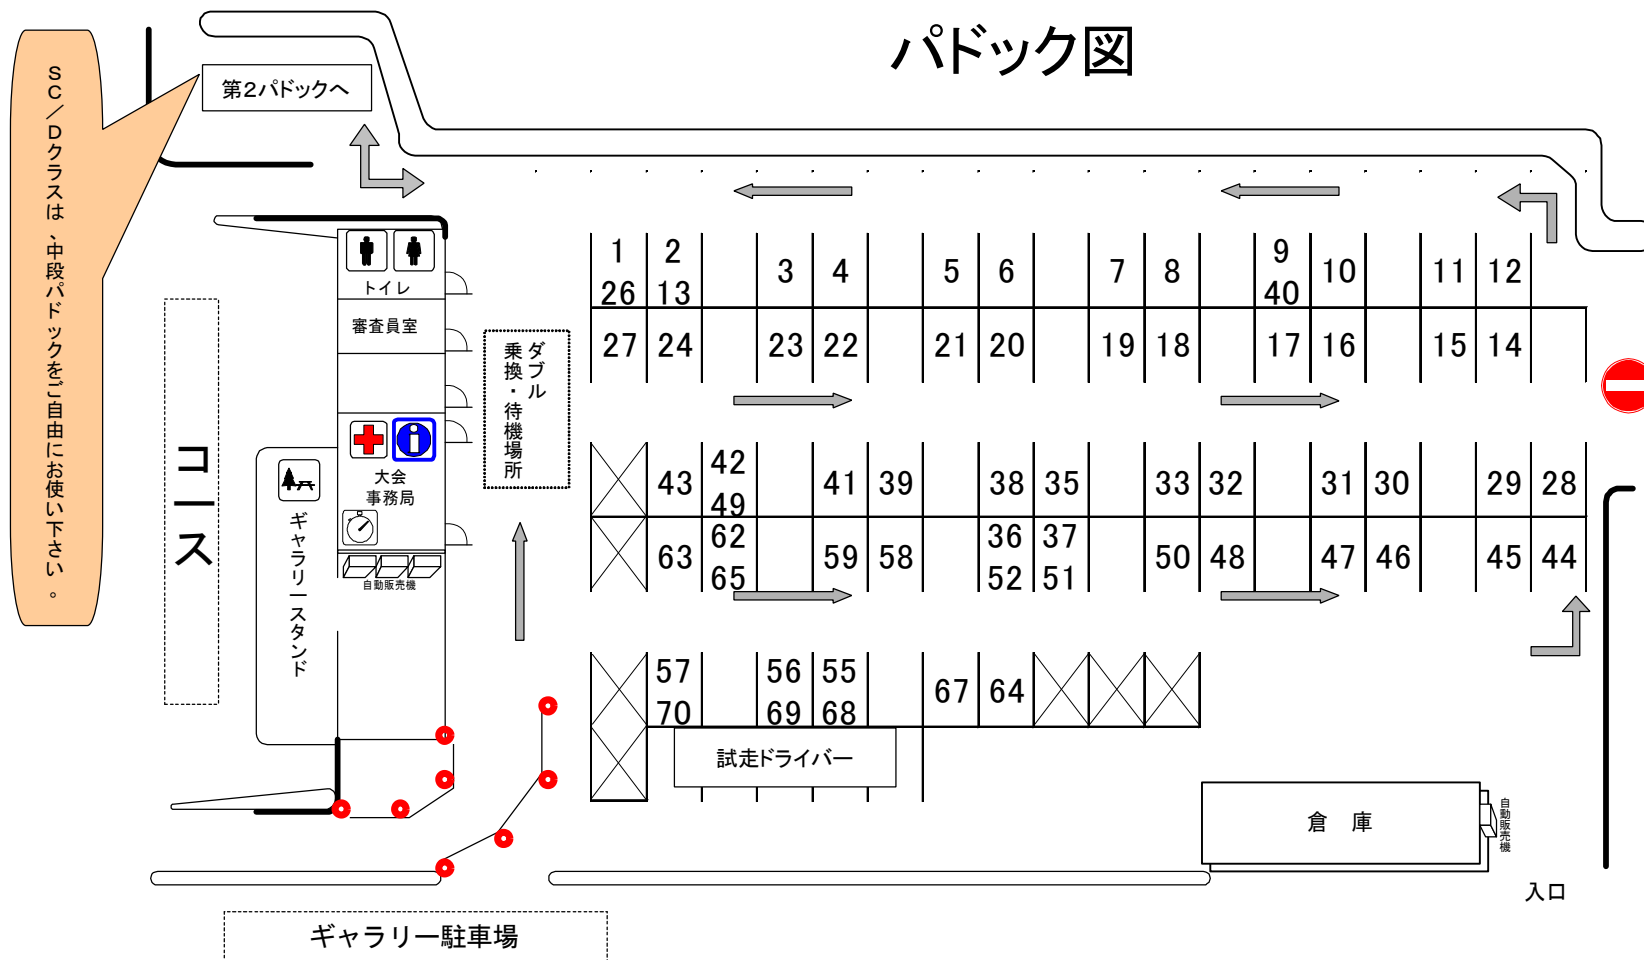 パドック図
SC／Dクラスは、中段パドックをご自由にお使い下さい。
第2パドックへ
トイレ
審査員室
ダブル
乗換・待機場所
大会
事務局
自動販売機
コース
ギャラリースタンド
1 2 3 4 5 6 7 8 9 10 11 12
26 13 40
27 24 23 22 21 20 19 18 17 16 15 14
43 42 41 39 38 35 33 32 31 30 29 28
49
63 62 59 58 36 37 50 48 47 46 45 44
65 52 51
57 56 55 67 64
70 69 68
試走ドライバー
倉　庫
自動販売機
入口
ギャラリー駐車場